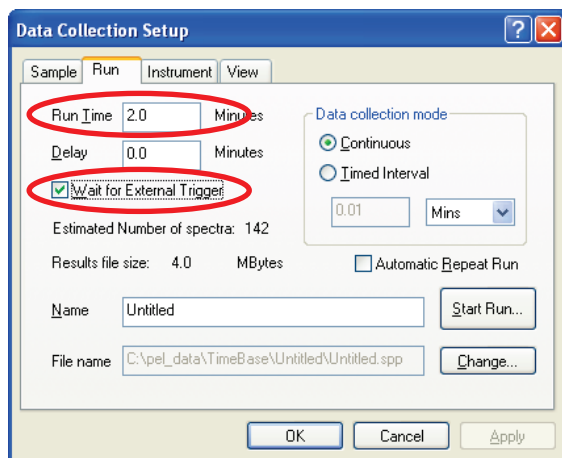 Data Collection Setup
Sample Run Instrument View
Run Time 2.0 Minutes
Delay 0.0 Minutes
Wait for External Trigger
Estimated Number of spectra: 142
Results file size: 4.0 MBytes
Data collection mode
Continuous
Timed Interval
0.01 Mins
Automatic Repeat Run
Name Untitled Start Run...
File name C:\pel_data\TimeBase\Untitled\Untitled.spp Change...
OK Cancel Apply